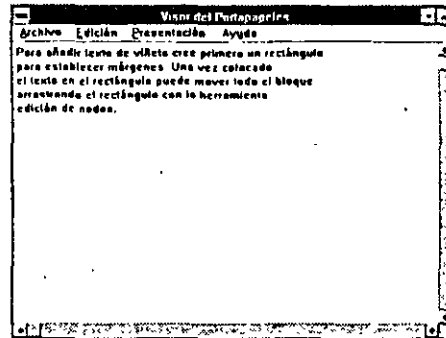 Visor del Portapapeles
Archivo Edición Presentación Ayuda
Para añadir texto de viñeta cree primero un rectángulo
para establecer márgenes. Una vez colocado
el texto en el rectángulo puede mover todo el bloque
arrastrando el rectángulo con la herramienta
edición de nodos.